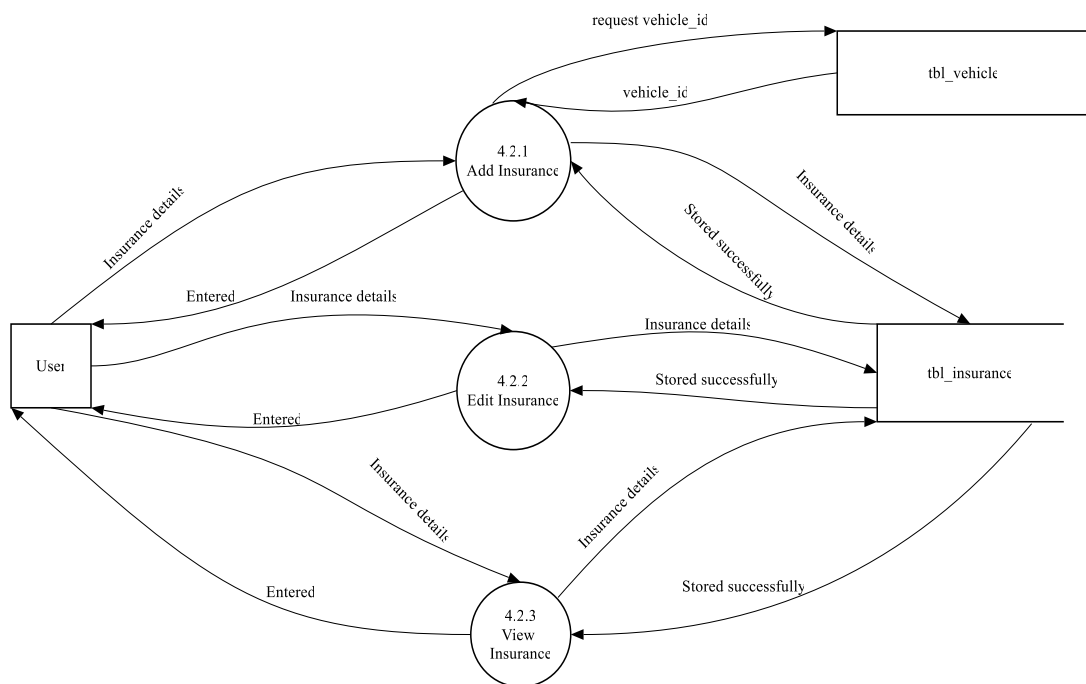 request vehicle_id
tbl_vehicle
vehicle_id
4.2.1
Add Insurance
Insurance details
Insurance details
Stored successfully
Entered
Insurance details
Insurance details
User
4.2.2
Edit Insurance
Stored successfully
tbl_insurance
Entered
Insurance details
Insurance details
Entered
Stored successfully
4.2.3
View
Insurance